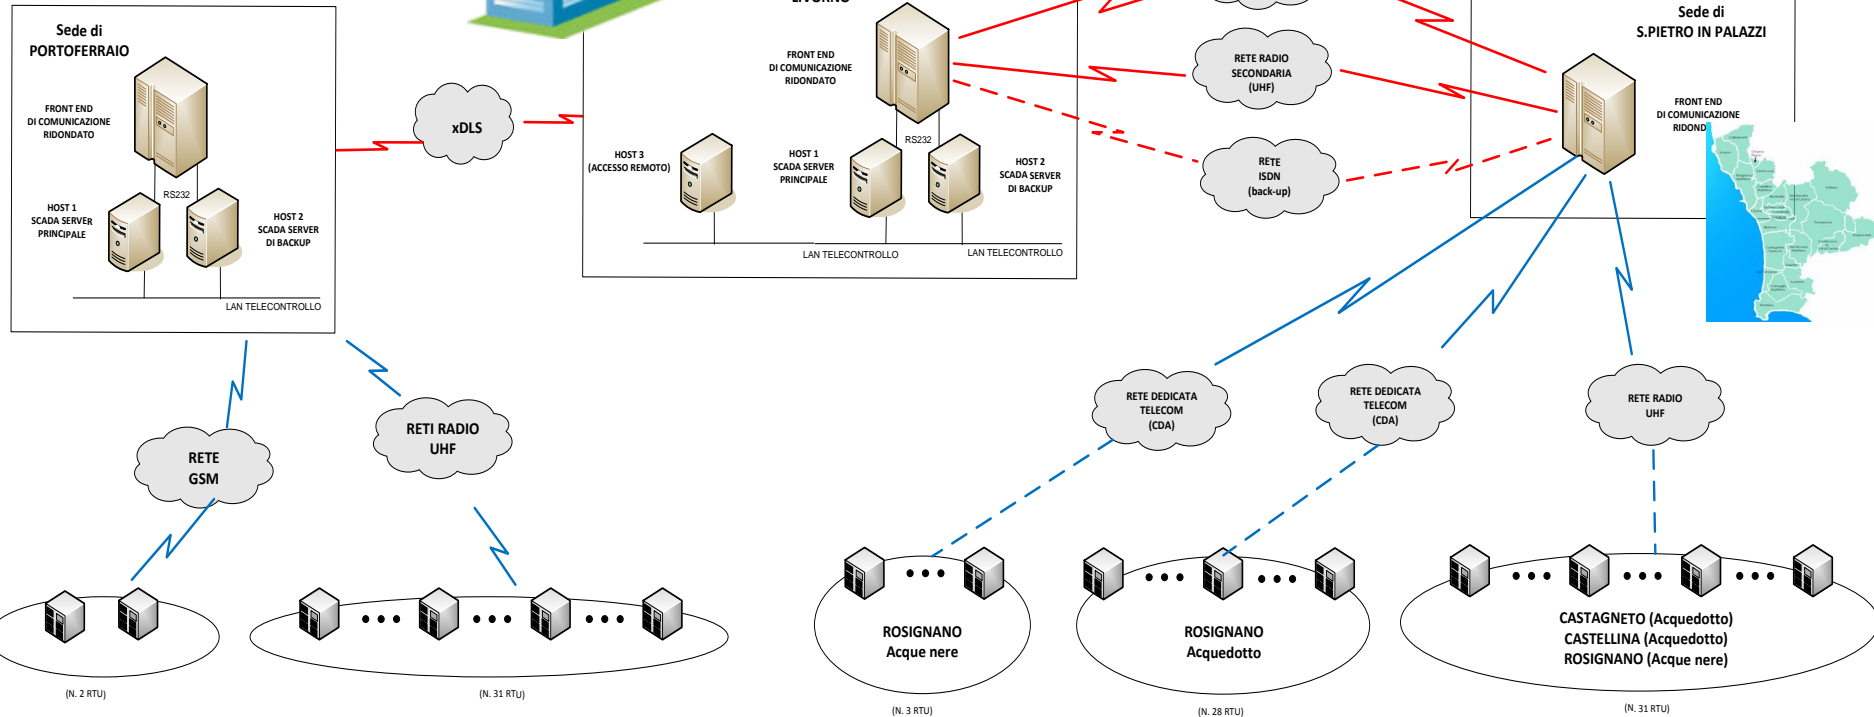 Sede di
PORTOFERRAIO
FRONT END
DI COMUNICAZIONE
RIDONDATO
RS232
HOST 1
SCADA SERVER
PRINCIPALE
HOST 2
SCADA SERVER
DI BACKUP
LAN TELECONTROLLO
xDLS
LIVORNO
FRONT END
DI COMUNICAZIONE
RIDONDATO
RS232
HOST 3
(ACCESSO REMOTO)
HOST 1
SCADA SERVER
PRINCIPALE
HOST 2
SCADA SERVER
DI BACKUP
LAN TELECONTROLLO
LAN TELECONTROLLO
RETE RADIO
SECONDARIA
(UHF)
RETE
ISDN
(back-up)
Sede di
S.PIETRO IN PALAZZI
FRONT END
DI COMUNICAZIONE
RIDOND
RETE
GSM
RETI RADIO
UHF
RETE DEDICATA
TELECOM
(CDA)
RETE DEDICATA
TELECOM
(CDA)
RETE RADIO
UHF
ROSIGNANO
Acque nere
ROSIGNANO
Acquedotto
CASTAGNETO (Acquedotto)
CASTELLINA (Acquedotto)
ROSIGNANO (Acque nere)
(N. 2 RTU)
(N. 31 RTU)
(N. 3 RTU)
(N. 28 RTU)
(N. 31 RTU)